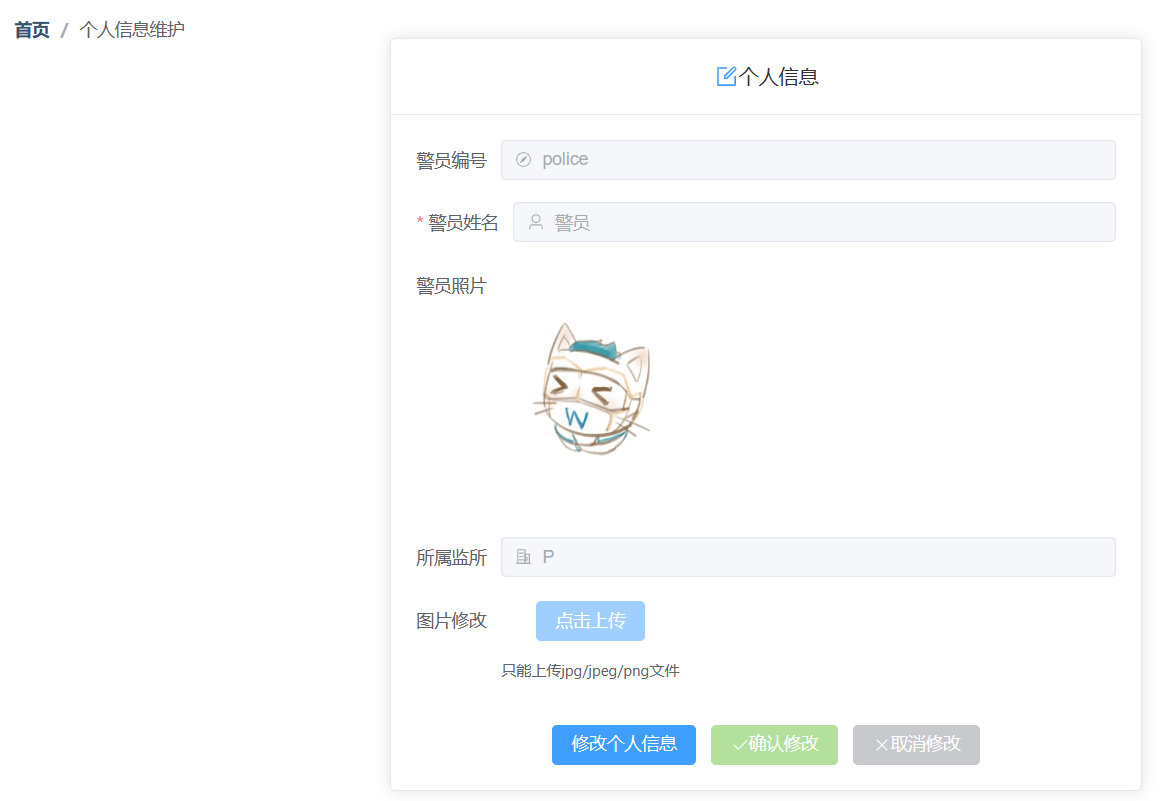 首页 / 个人信息维护
个人信息
警员编号 police
* 警员姓名 警员
警员照片
W
所属监所 P
图片修改 点击上传
只能上传jpg/jpeg/png文件
修改个人信息 确认修改 取消修改